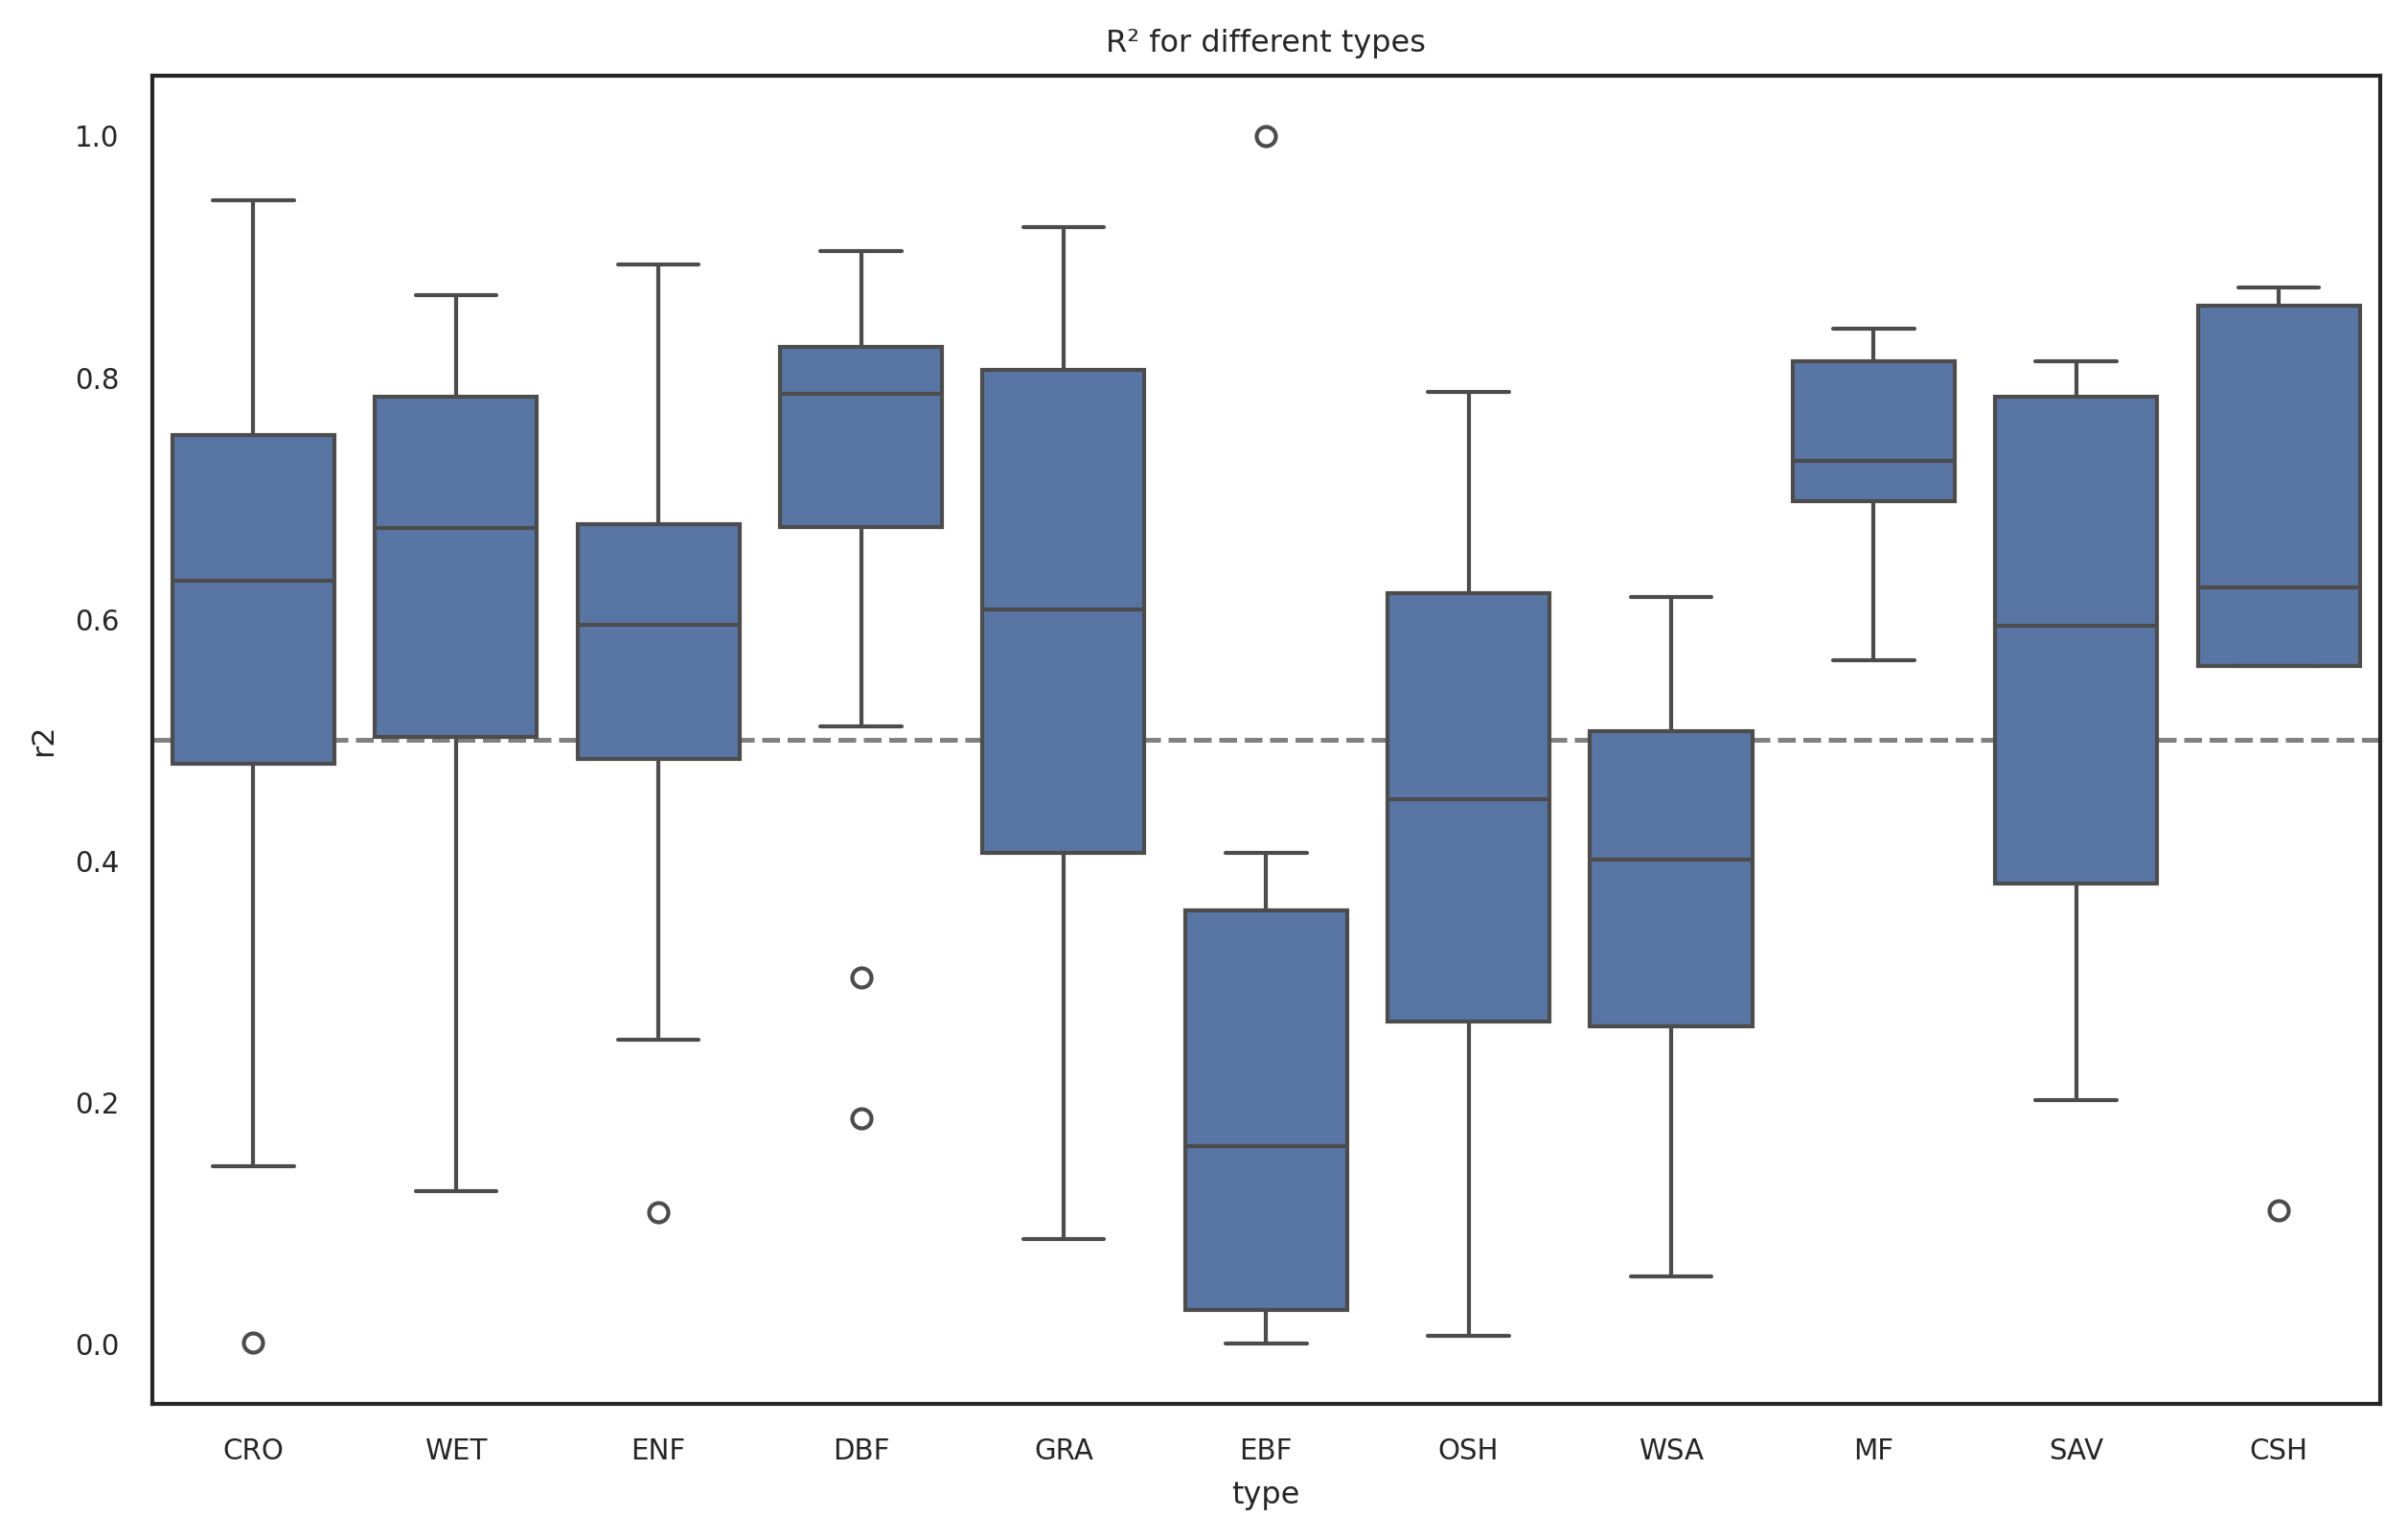 R² for different types
1.0
0.8
0.6
0.4
0.2
0.0
r2
CRO WET ENF DBF GRA EBF OSH WSA MF SAV CSH
type